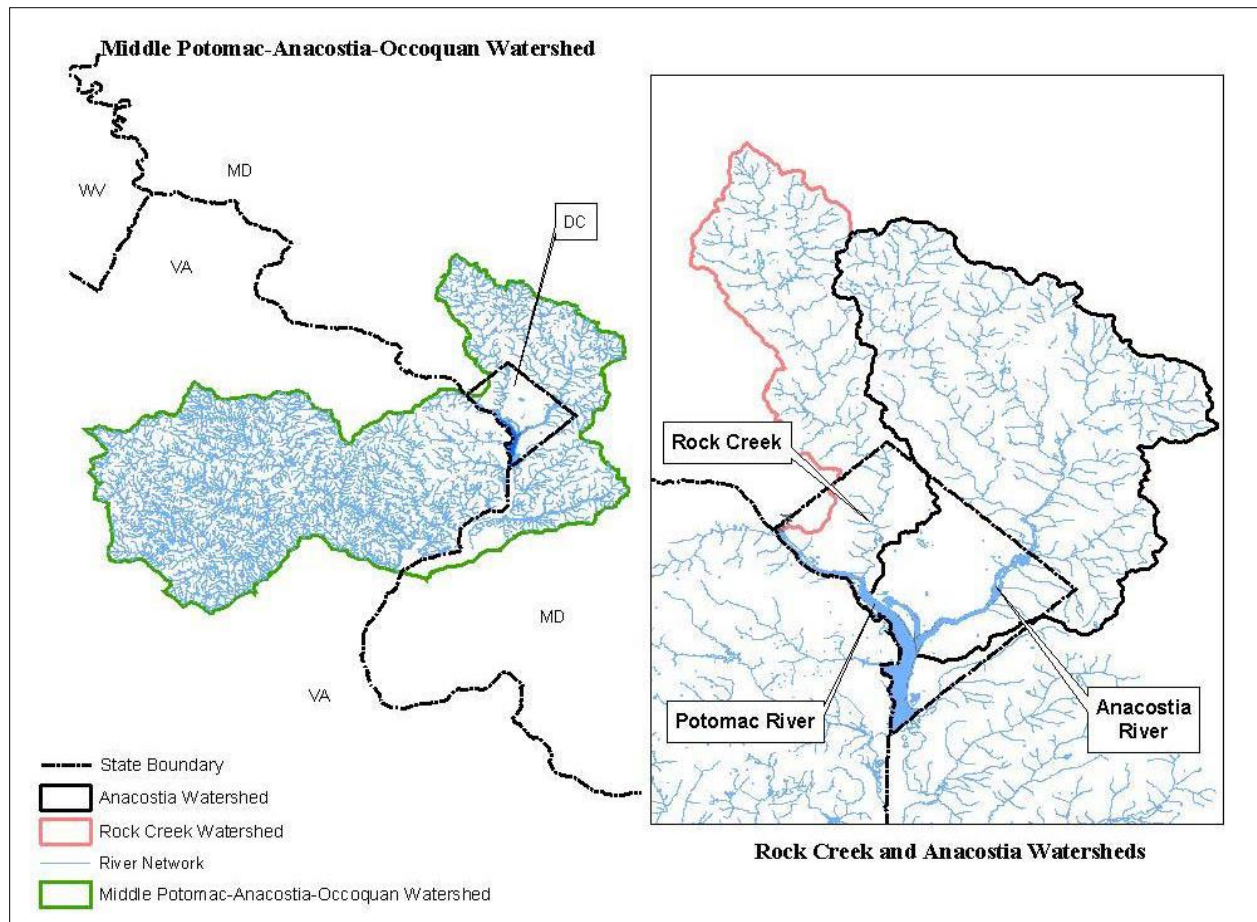 Middle Potomac-Anacostia-Occoquan Watershed
MD
WV
DC
VA
MD
VA
State Boundary
Anacostia Watershed
Rock Creek Watershed
River Network
Middle Potomac-Anacostia-Occoquan Watershed
Rock Creek
Potomac River
Anacostia
River
Rock Creek and Anacostia Watersheds